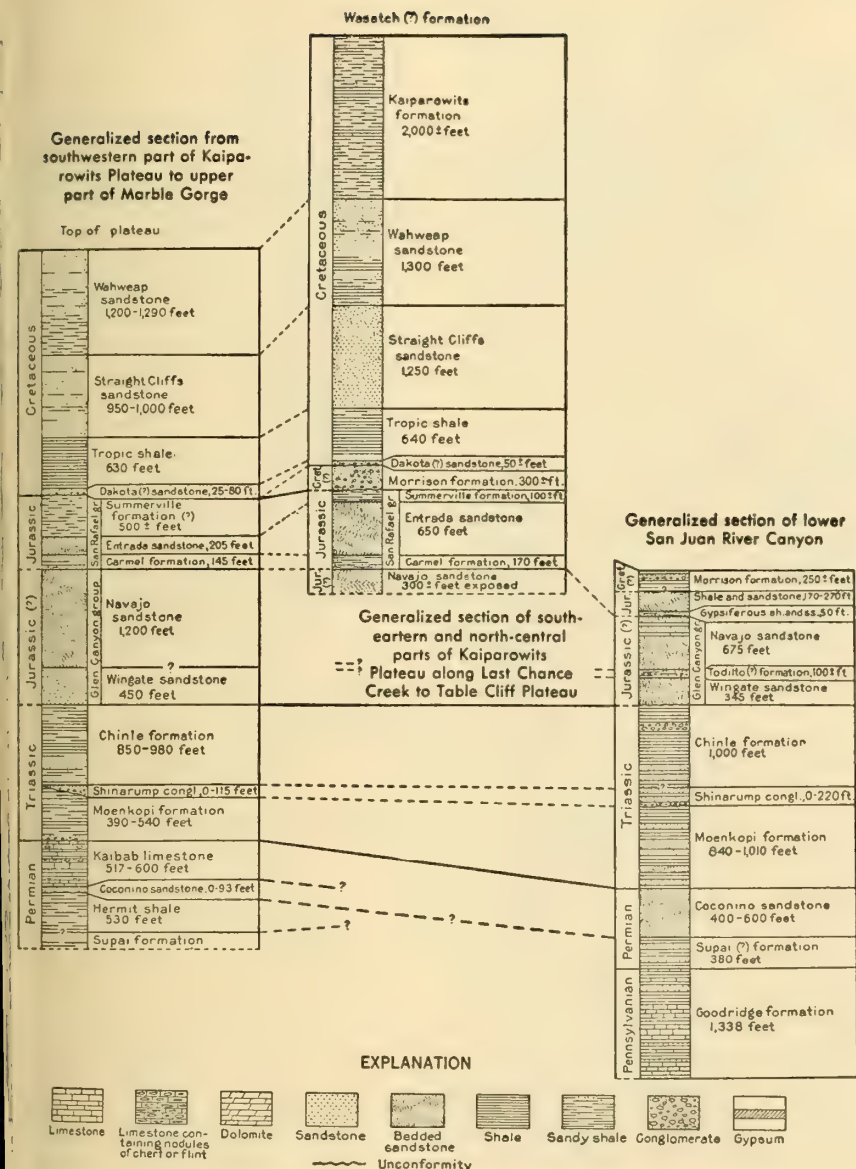 Wasatch (?) formation
Generalized section from
southwestern part of Kaipa-
rowits Plateau to upper
part of Marble Gorge
Top of plateau
Cretaceous
Wahweap
sandstone
1,200-1,290 feet
Straight Cliffs
sandstone
950-1,000 feet
Tropic shale
630 feet
Dakota(?) sandstone, 25-80 ft.
Jurassic
San Rafael gr
Summerville
formation (?)
500 ± feet
Entrada sandstone, 205 feet
Carmel formation, 145 feet
Jurassic (?)
Glen Canyon group
Navajo
sandstone
1,200 feet
?
Wingate sandstone
450 feet
Triassic
Chinle formation
850-980 feet
Shinarump congl., 0-115 feet
Moenkopi formation
390-540 feet
Permian
Kaibab limestone
517-600 feet
Coconino sandstone, 0-93 feet
Hermit shale
530 feet
?
Supai formation
Cretaceous
Kaiparowits
formation
2,000 ± feet
Wahweap
sandstone
1,300 feet
Straight Cliffs
sandstone
1,250 feet
Tropic shale
640 feet
Dakota(?) sandstone, 50 ± feet
Cret (?)
Morrison formation, 300 ± ft.
Jurassic
San Rafael gr
Summerville formation, 100 ± ft
Entrada sandstone
650 feet
Carmel formation, 170 feet
Jur. (?)
Navajo sandstone
300 ± feet exposed
Generalized section of south-
eastern and north-central
parts of Kaiparowits
Plateau along Last Chance
Creek to Table Cliff Plateau
?
?
?
?
Generalized section of lower
San Juan River Canyon
Cret (?)
Morrison formation, 250 ± feet
?
Jur.
Shale and sandstone, 170-270 ft
Gypsiferous sh. and ss. 50 ft.
Jurassic (?)
Glen Canyon gr
Navajo sandstone
675 feet
Todilto (?) formation, 100 ± ft
Wingate sandstone
345 feet
Triassic
Chinle formation
1,000 feet
?
Shinarump congl., 0-220 ft.
Moenkopi formation
840-1,010 feet
Permian
Coconino sandstone
400-600 feet
Supai (?) formation
380 feet
Pennsylvanian
Goodridge formation
1,338 feet
EXPLANATION
Limestone
Limestone con-
taining nodules
of chert or flint
Dolomite
Sandstone
Bedded
sandstone
Shale
Sandy shale
Conglomerate
Gypsum
Unconformity